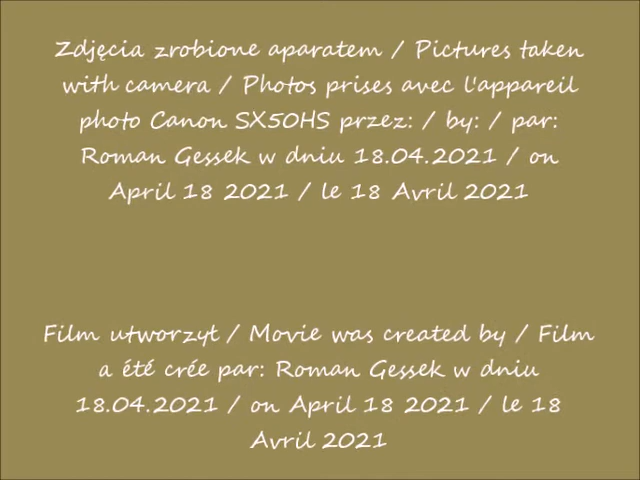 Zdjęcia zrobione aparatem / Pictures taken
with camera / Photos prises avec l'appareil
photo Canon SX50HS przez: / by: / par:
Roman Gessek w dniu 18.04.2021 / on
April 18 2021 / le 18 Avril 2021
Film utworzył / Movie was created by / Film
a été crée par: Roman Gessek w dniu
18.04.2021 / on April 18 2021 / le 18
Avril 2021